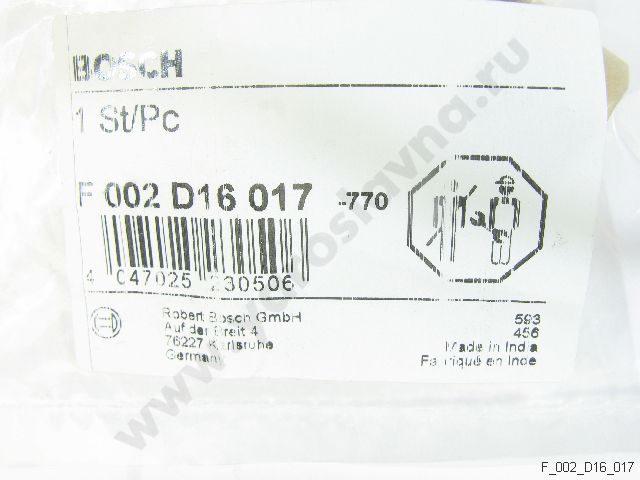 BOSCH
1 St/Pc
F 002 D16 017 -770
4 047025 230506
Robert Bosch GmbH
Auf der Breit 4
76227 Karlsruhe
Germany
593
456
Made in India
Fabriqué en Inde
F_002_D16_017